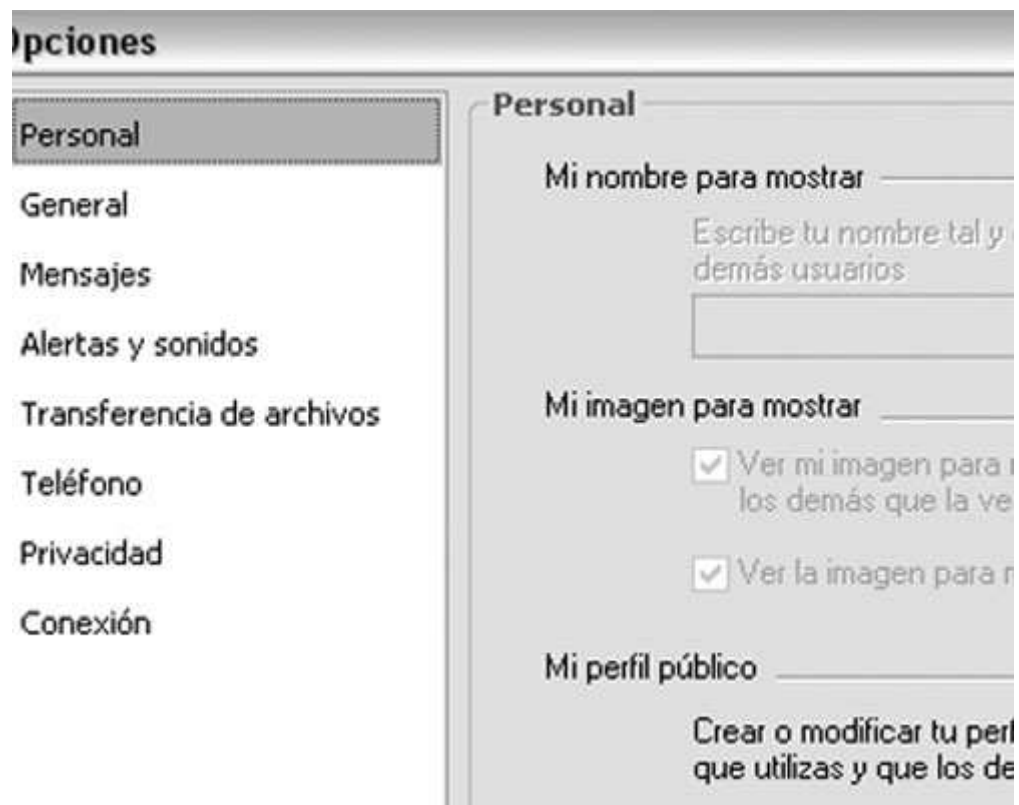 Opciones
Personal
General
Mensajes
Alertas y sonidos
Transferencia de archivos
Teléfono
Privacidad
Conexión
Personal
Mi nombre para mostrar
Escribe tu nombre tal y
demás usuarios
Mi imagen para mostrar
Ver mi imagen para
los demás que la ve
Ver la imagen para
Mi perfil público
Crear o modificar tu perf
que utilizas y que los de